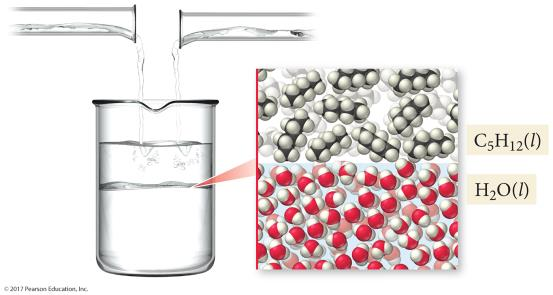 C₅H₁₂(l)
H₂O(l)
© 2017 Pearson Education, Inc.